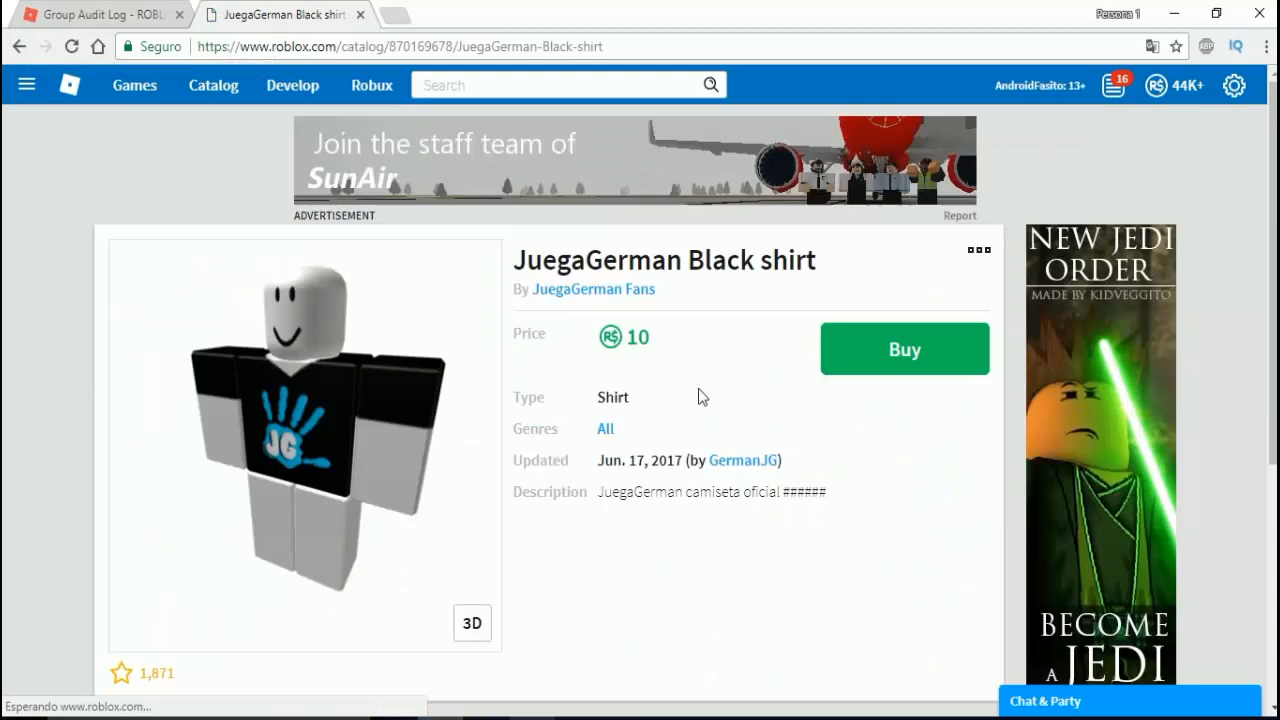 Group Audit Log - ROBL
JuegaGerman Black shirt
Persona 1
Seguro
https://www.roblox.com/catalog/870169678/JuegaGerman-Black-shirt
ABP
IQ
Games
Catalog
Develop
Robux
Search
AndroidFasito: 13+
16
R$ 44K+
Join the staff team of
SunAir
ADVERTISEMENT
Report
JuegaGerman Black shirt
By JuegaGerman Fans
Price
R$ 10
Buy
Type
Shirt
Genres
All
Updated
Jun. 17, 2017 (by GermanJG)
Description
JuegaGerman camiseta oficial ######
JG
3D
1,871
NEW JEDI
ORDER
MADE BY KIDVEGGITO
BECOME
A JEDI
Esperando www.roblox.com...
Chat & Party